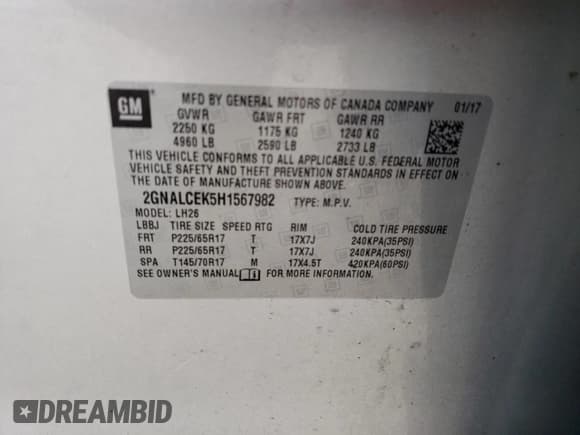 GM
MFD BY GENERAL MOTORS OF CANADA COMPANY 01/17
GVWR GAWR FRT GAWR RR
2250 KG 1175 KG 1240 KG
4960 LB 2590 LB 2733 LB
THIS VEHICLE CONFORMS TO ALL APPLICABLE U.S. FEDERAL MOTOR
VEHICLE SAFETY AND THEFT PREVENTION STANDARDS IN EFFECT ON THE
DATE OF MANUFACTURE SHOWN ABOVE.
2GNALCEK5H1567982 TYPE: M.P.V.
MODEL: LH26
LBBJ TIRE SIZE SPEED RTG RIM COLD TIRE PRESSURE
FRT P225/65R17 T 17X7J 240KPA(35PSI)
RR P225/65R17 T 17X7J 240KPA(35PSI)
SPA T145/70R17 M 17X4.5T 420KPA(60PSI)
SEE OWNER'S MANUAL FOR MORE INFORMATION.
DREAMBID